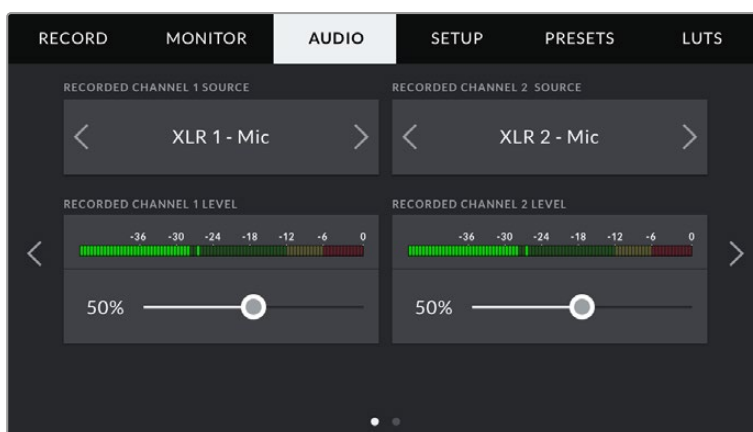 RECORD MONITOR AUDIO SETUP PRESETS LUTS
RECORDED CHANNEL 1 SOURCE RECORDED CHANNEL 2 SOURCE
XLR 1 - Mic XLR 2 - Mic
RECORDED CHANNEL 1 LEVEL RECORDED CHANNEL 2 LEVEL
-36 -30 -24 -18 -12 -6 0 -36 -30 -24 -18 -12 -6 0
50% 50%